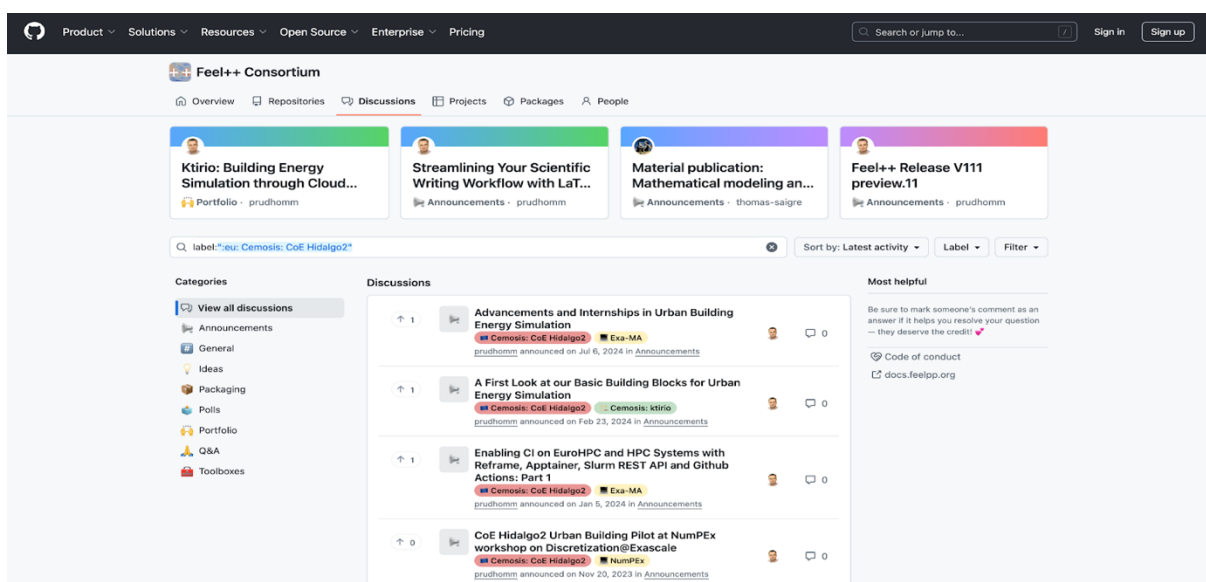 Product Solutions Resources Open Source Enterprise Pricing Search or jump to... / Sign in Sign up
Feel++ Consortium
Overview Repositories Discussions Projects Packages People
Ktirio: Building Energy
Simulation through Cloud...
Portfolio · prudhomm
Streamlining Your Scientific
Writing Workflow with LaT...
Announcements · prudhomm
Material publication:
Mathematical modeling an...
Announcements · thomas-saigre
Feel++ Release V111
preview.11
Announcements · prudhomm
label:":eu: Cemosis: CoE Hidalgo2"
Sort by: Latest activity Label Filter
Categories
View all discussions
Announcements
General
Ideas
Packaging
Polls
Portfolio
Q&A
Toolboxes
Discussions
1
Advancements and Internships in Urban Building
Energy Simulation
Cemosis: CoE Hidalgo2 Exa-MA
prudhomm announced on Jul 6, 2024 in Announcements
0
1
A First Look at our Basic Building Blocks for Urban
Energy Simulation
Cemosis: CoE Hidalgo2 Cemosis: ktirio
prudhomm announced on Feb 23, 2024 in Announcements
0
1
Enabling CI on EuroHPC and HPC Systems with
Reframe, Apptainer, Slurm REST API and Github
Actions: Part 1
Cemosis: CoE Hidalgo2 Exa-MA
prudhomm announced on Jan 5, 2024 in Announcements
0
0
CoE Hidalgo2 Urban Building Pilot at NumPEx
workshop on Discretization@Exascale
Cemosis: CoE Hidalgo2 NumPEx
prudhomm announced on Nov 20, 2023 in Announcements
0
Most helpful
Be sure to mark someone's comment as an
answer if it helps you resolve your question
— they deserve the credit! 💕
Code of conduct
docs.feelpp.org